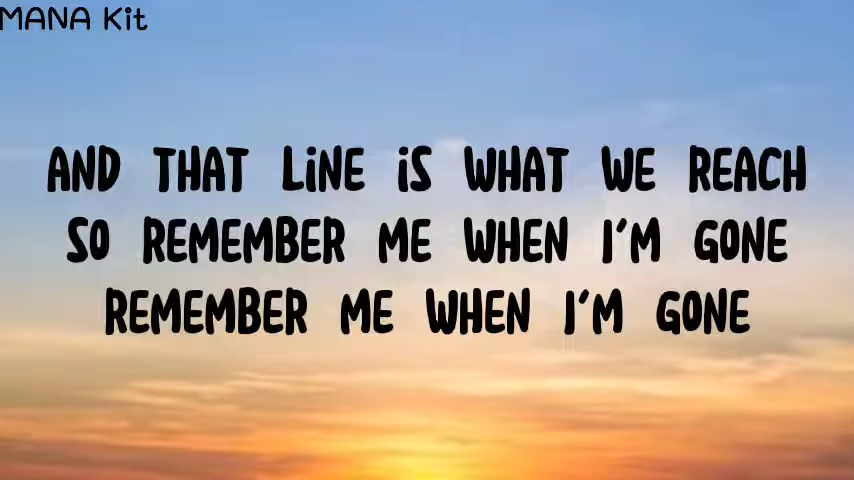 MANA Kit
AND THAT LINE IS WHAT WE REACH
SO REMEMBER ME WHEN I'M GONE
REMEMBER ME WHEN I'M GONE